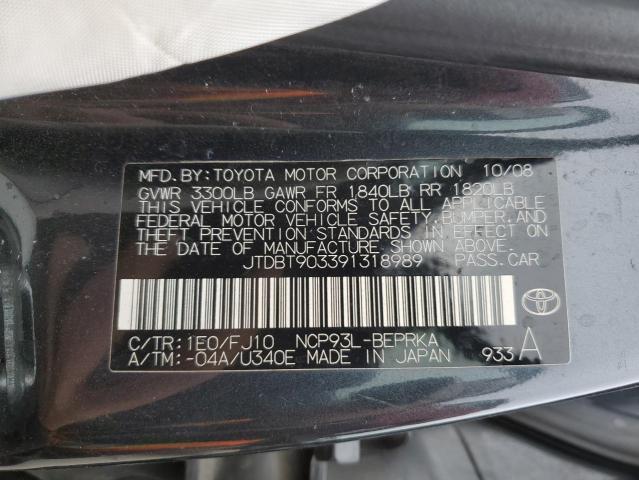 MFD.BY:TOYOTA MOTOR CORPORATION 10/08
GVWR 3300LB GAWR FR 1840LB RR 1820LB
THIS VEHICLE CONFORMS TO ALL APPLICABLE
FEDERAL MOTOR VEHICLE SAFETY,BUMPER,AND
THEFT PREVENTION STANDARDS IN EFFECT ON
THE DATE OF MANUFACTURE SHOWN ABOVE.
JTDBT903391318989 PASS.CAR
C/TR:1E0/FJ10 NCP93L-BEPRKA
A/TM:-04A/U340E MADE IN JAPAN 933 A